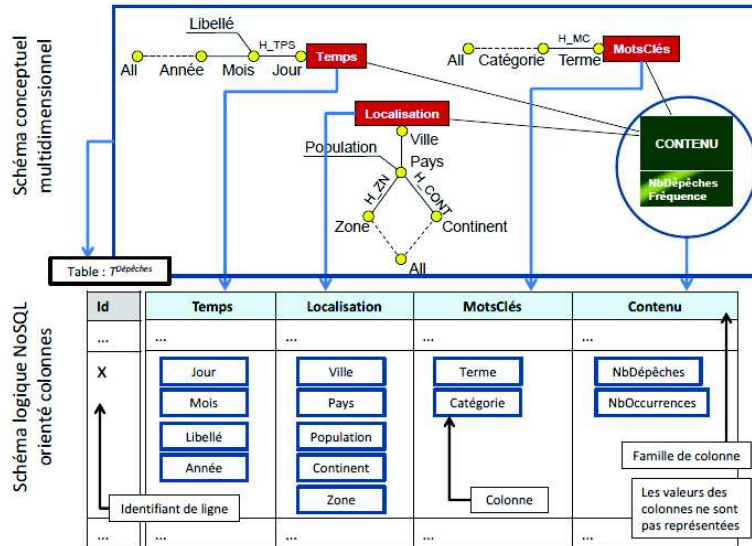 Schéma conceptuel
multidimensionnel
Libellé
H_TPS
Temps
All
Année
Mois
Jour
H_MC
MotsClés
All
Catégorie
Terme
Localisation
Ville
Population
Pays
H_ZN
H_CONT
Zone
Continent
All
CONTENU
NbDépêches
Fréquence
Table : T^Dépêches
Schéma logique NoSQL
orienté colonnes
Id Temps Localisation MotsClés Contenu
... ... ... ... ...
X Jour Ville Terme NbDépêches
Mois Pays Catégorie NbOccurrences
Libellé Population
Année Continent
Zone
Famille de colonne
Identifiant de ligne
Colonne
Les valeurs des
colonnes ne sont
pas représentées
... ... ... ... ...